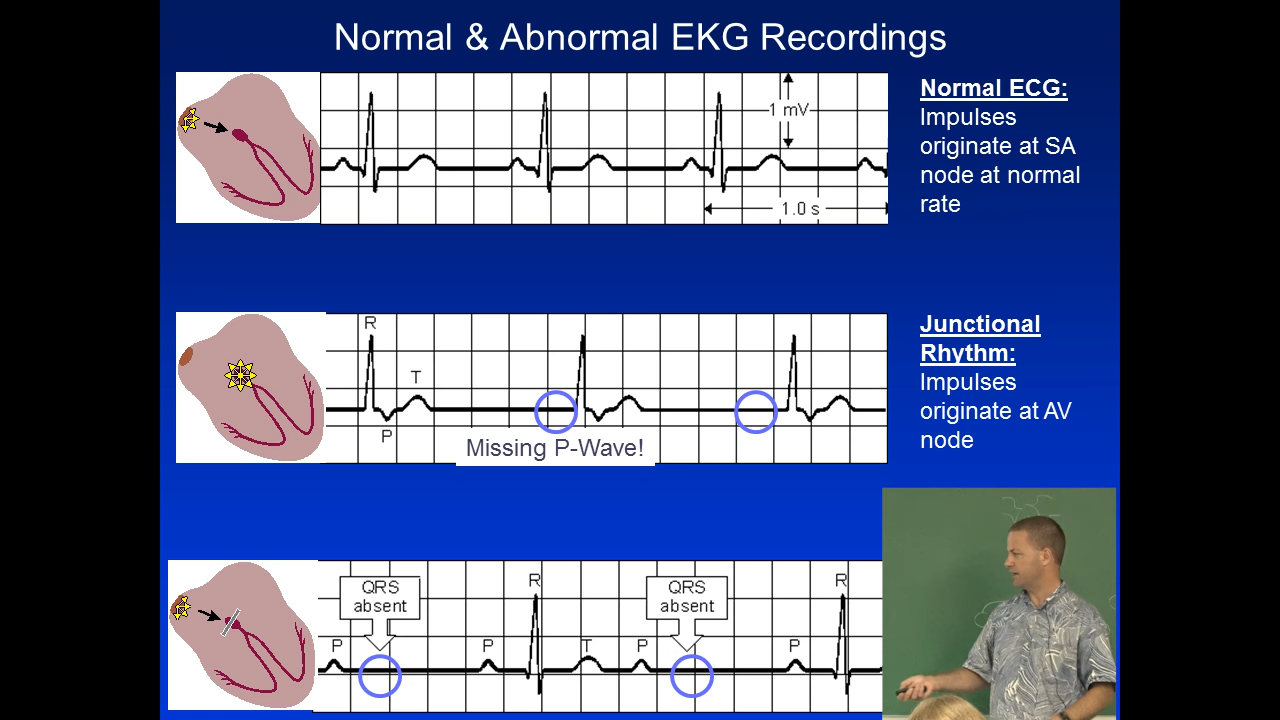 Normal & Abnormal EKG Recordings
1 mV
1.0 s
Normal ECG:
Impulses
originate at SA
node at normal
rate
R
T
P
Missing P-Wave!
Junctional
Rhythm:
Impulses
originate at AV
node
QRS
absent
R
QRS
absent
R
P
P
T
P
P